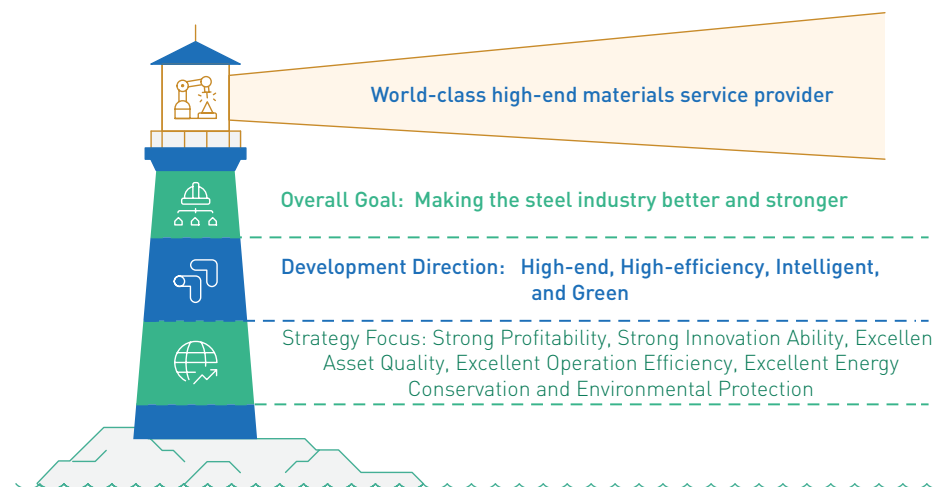 World-class high-end materials service provider
Overall Goal: Making the steel industry better and stronger
Development Direction: High-end, High-efficiency, Intelligent,
and Green
Strategy Focus: Strong Profitability, Strong Innovation Ability, Excellen
Asset Quality, Excellent Operation Efficiency, Excellent Energy
Conservation and Environmental Protection